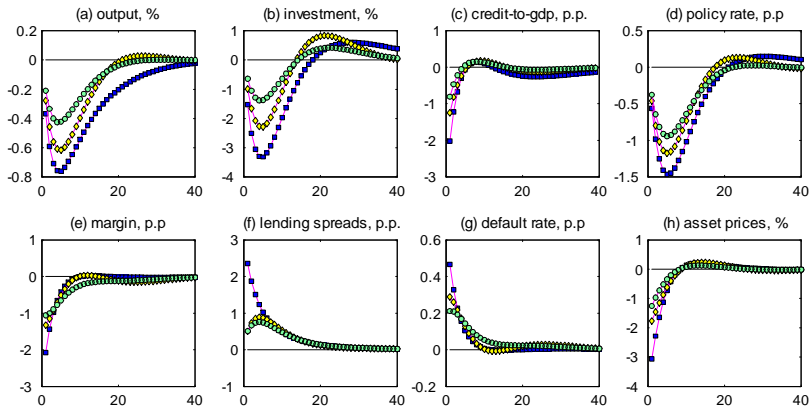 (a) output, %
0.2
0
-0.2
-0.4
-0.6
-0.8
0 20 40
(b) investment, %
1
0
-1
-2
-3
-4
0 20 40
(c) credit-to-gdp, p.p.
1
0
-1
-2
-3
0 20 40
(d) policy rate, p.p
0.5
0
-0.5
-1
-1.5
0 20 40
(e) margin, p.p
1
0
-1
-2
-3
0 20 40
(f) lending spreads, p.p.
3
2
1
0
-1
0 20 40
(g) default rate, p.p
0.6
0.4
0.2
0
-0.2
0 20 40
(h) asset prices, %
1
0
-1
-2
-3
-4
0 20 40